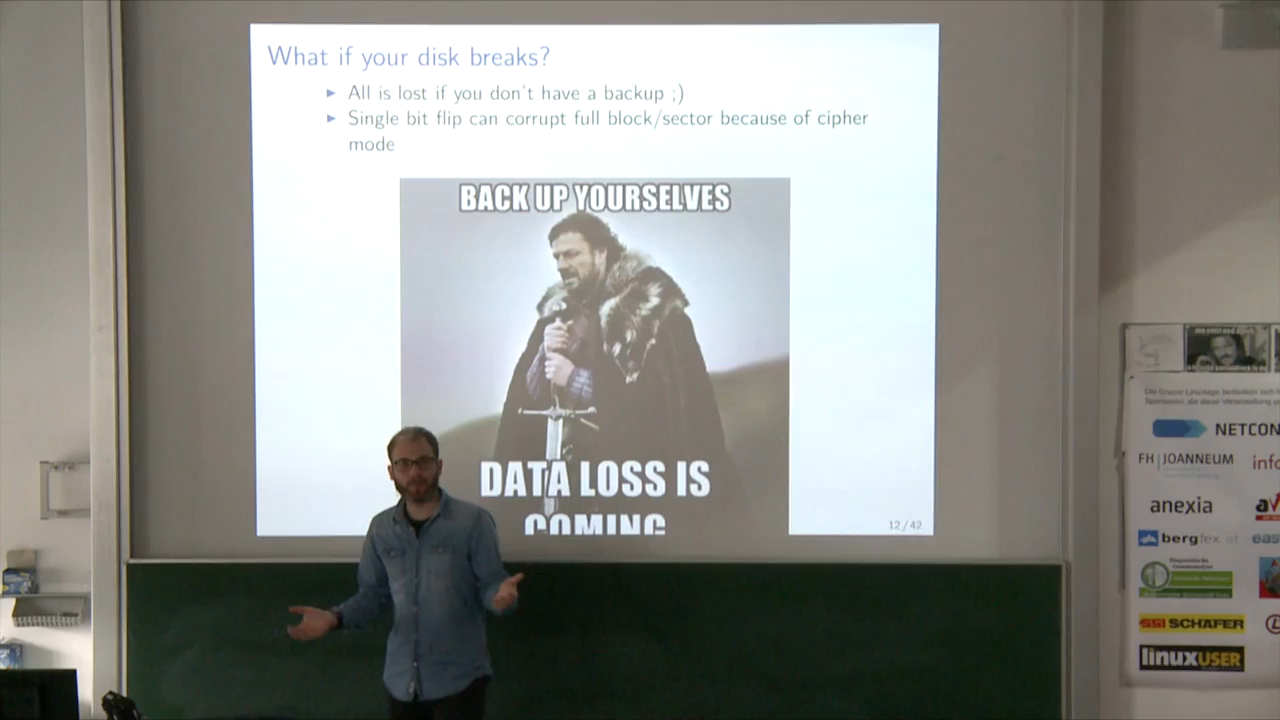 What if your disk breaks?
▶ All is lost if you don't have a backup ;)
▶ Single bit flip can corrupt full block/sector because of cipher
mode
BACK UP YOURSELVES
DATA LOSS IS
COMING
12 / 42
NETCON
FH | JOANNEUM
info
anexia
bergfex
SCHÄFER
linuxUSER